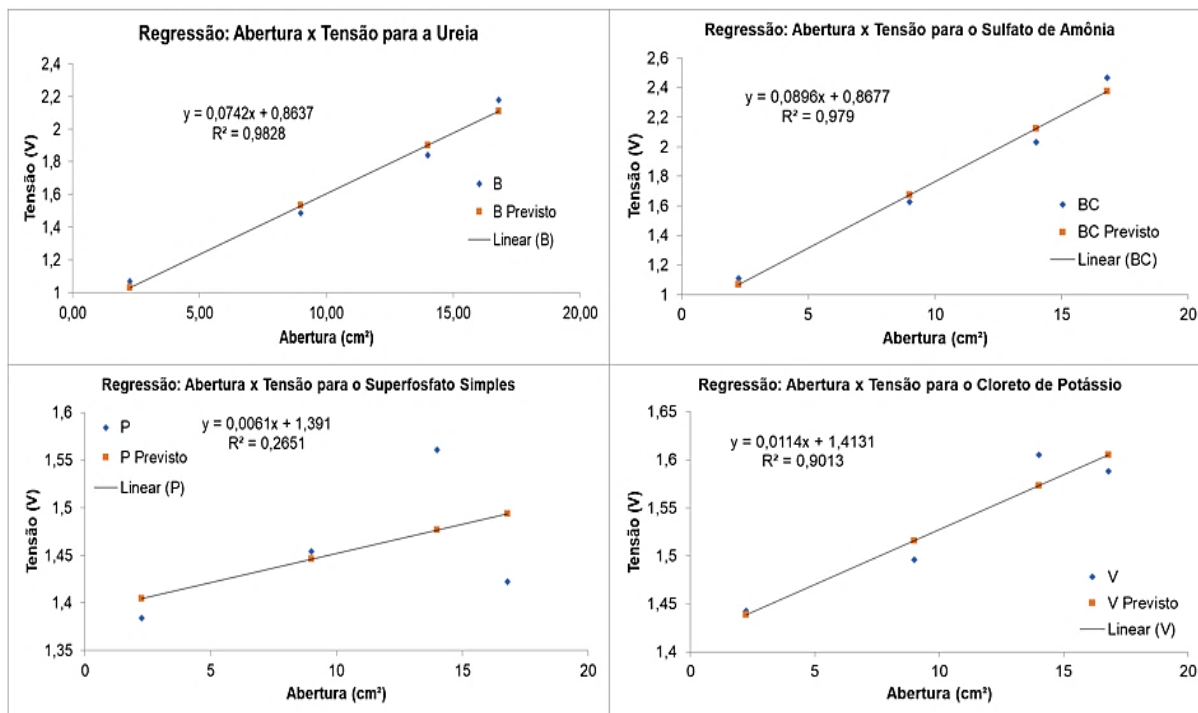 Regressão: Abertura x Tensão para a Ureia
Tensão (V)
2,4
2,2
2
1,8
1,6
1,4
1,2
1
y = 0,0742x + 0,8637
R² = 0,9828
B
B Previsto
Linear (B)
0,00 5,00 10,00 15,00 20,00
Abertura (cm²)
Regressão: Abertura x Tensão para o Sulfato de Amônia
Tensão (V)
2,6
2,4
2,2
2
1,8
1,6
1,4
1,2
1
y = 0,0896x + 0,8677
R² = 0,979
BC
BC Previsto
Linear (BC)
0 5 10 15 20
Abertura (cm²)
Regressão: Abertura x Tensão para o Superfosfato Simples
Tensão (V)
1,6
1,55
1,5
1,45
1,4
1,35
P
P Previsto
Linear (P)
y = 0,0061x + 1,391
R² = 0,2651
0 5 10 15 20
Abertura (cm²)
Regressão: Abertura x Tensão para o Cloreto de Potássio
Tensão (V)
1,65
1,6
1,55
1,5
1,45
1,4
y = 0,0114x + 1,4131
R² = 0,9013
V
V Previsto
Linear (V)
0 5 10 15 20
Abertura (cm²)